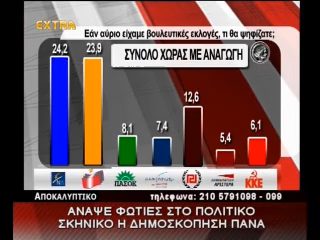 EXTRA
Εάν αύριο είχαμε βουλευτικές εκλογές, τι θα ψηφίζατε;
ΣΥΝΟΛΟ ΧΩΡΑΣ ΜΕ ΑΝΑΓΩΓΗ
24,2 23,9 8,1 7,4 12,6 5,4 6,1
ΠΑΣΟΚ ΑΡΙΣΤΕΡΑ ΚΚΕ
ΑΠΟΚΑΛΥΠΤΙΚΟ τηλεφωνα: 210 5791098 - 099
ΑΝΑΨΕ ΦΩΤΙΕΣ ΣΤΟ ΠΟΛΙΤΙΚΟ
ΣΚΗΝΙΚΟ Η ΔΗΜΟΣΚΟΠΗΣΗ ΠΑΝΑ